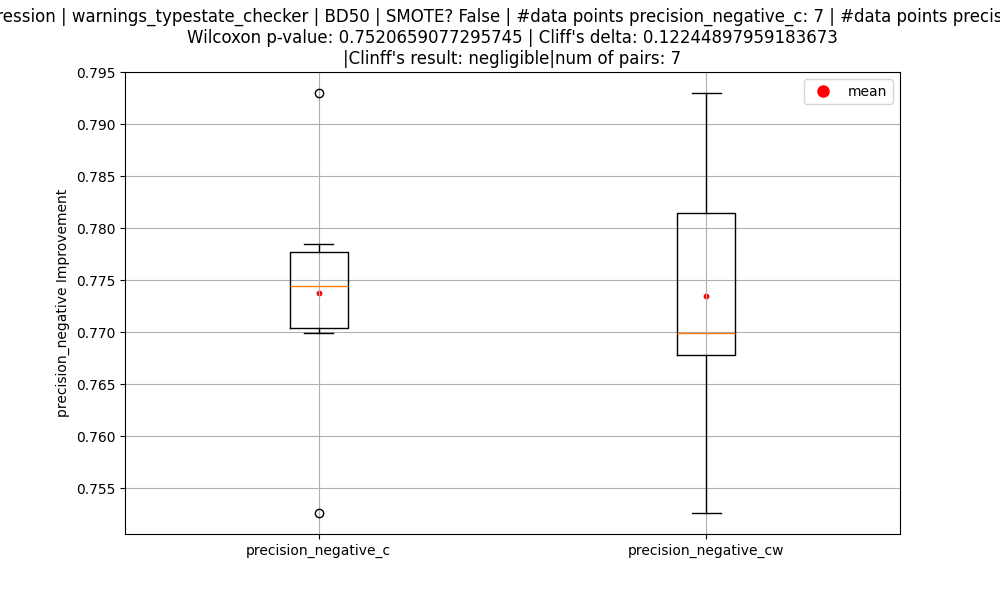 | warnings_typestate_checker | BD50 | SMOTE? False | #data points precision_negative_c: 7 | #data points
Wilcoxon p-value: 0.7520659077295745 | Cliff's delta: 0.12244897959183673
|Clinff's result: negligible|num of pairs: 7
mean
0.795
0.790
0.785
0.780
0.775
0.770
0.765
0.760
0.755
precision_negative Improvement
precision_negative_c
precision_negative_cw